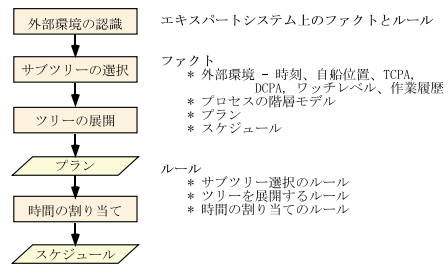 外部環境の認識
サブツリーの選択
ツリーの展開
プラン
時間の割り当て
スケジュール
エキスパートシステム上のファクトとルール
ファクト
* 外部環境 - 時刻、自船位置、TCPA,
DCPA, ワッチレベル、作業履歴
* プロセスの階層モデル
* プラン
* スケジュール
ルール
* サブツリー選択のルール
* ツリーを展開するルール
* 時間の割り当てのルール